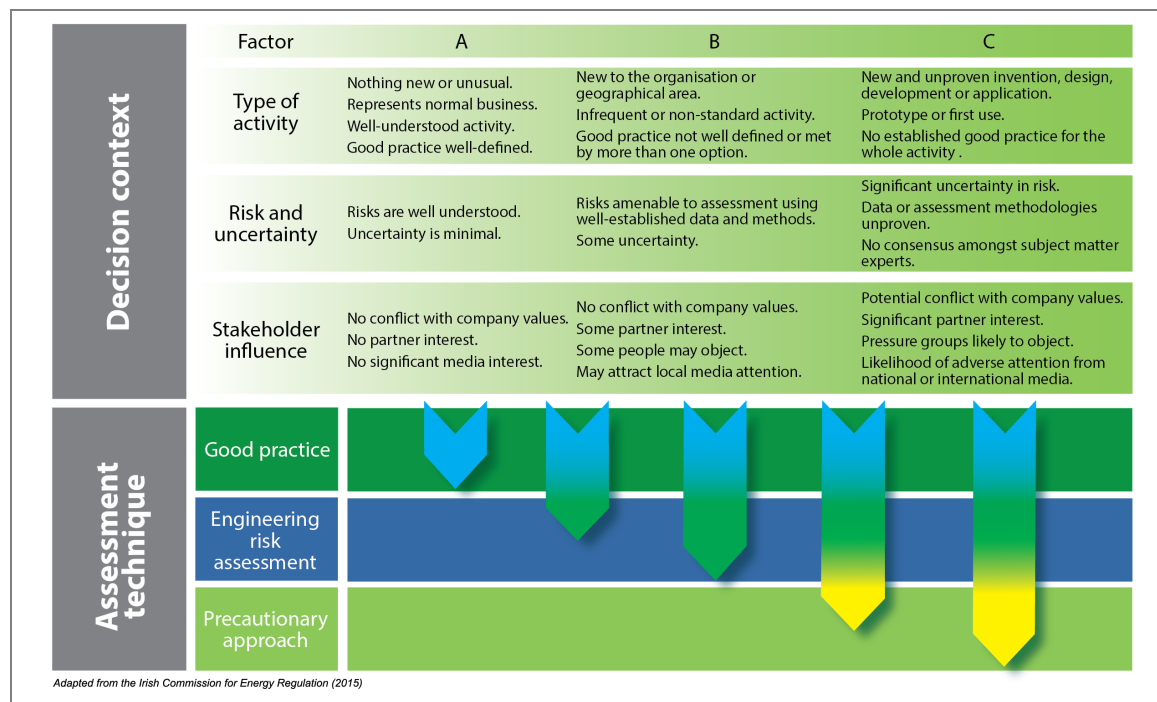 Decision context
Factor
A
B
C
Type of
activity
Nothing new or unusual.
Represents normal business.
Well-understood activity.
Good practice well-defined.
New to the organisation or
geographical area.
Infrequent or non-standard activity.
Good practice not well defined or met
by more than one option.
New and unproven invention, design,
development or application.
Prototype or first use.
No established good practice for the
whole activity .
Risk and
uncertainty
Risks are well understood.
Uncertainty is minimal.
Risks amenable to assessment using
well-established data and methods.
Some uncertainty.
Significant uncertainty in risk.
Data or assessment methodologies
unproven.
No consensus amongst subject matter
experts.
Stakeholder
influence
No conflict with company values.
No partner interest.
No significant media interest.
No conflict with company values.
Some partner interest.
Some people may object.
May attract local media attention.
Potential conflict with company values.
Significant partner interest.
Pressure groups likely to object.
Likelihood of adverse attention from
national or international media.
Assessment
technique
Good practice
Engineering
risk
assessment
Precautionary
approach
Adapted from the Irish Commission for Energy Regulation (2015)